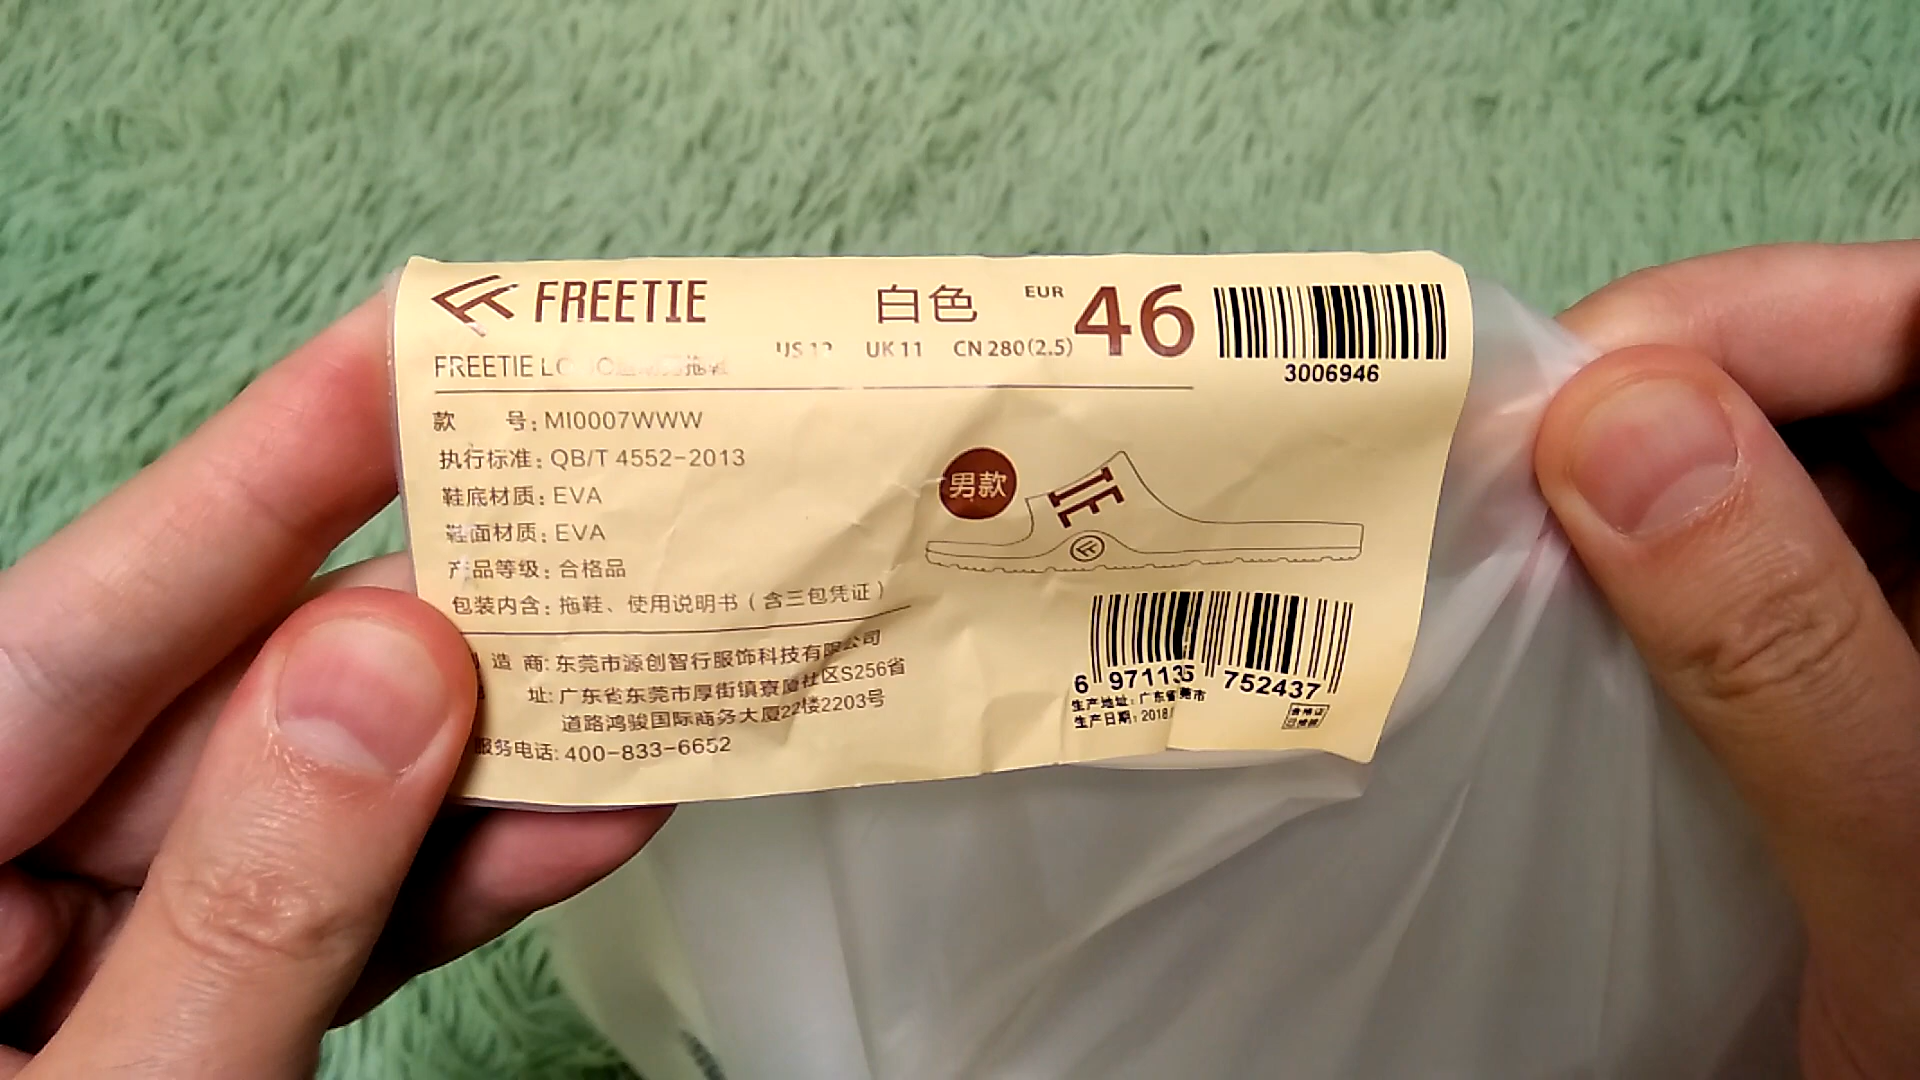 FREETIE
白色
EUR 46
FREETIE
US 12 UK 11 CN 280(2.5)
3006946
款 号: MI0007WWW
执行标准: QB/T 4552-2013
鞋底材质: EVA
鞋面材质: EVA
产品等级: 合格品
包装内含: 拖鞋、使用说明书(含三包凭证)
男款
IE
造 商: 东莞市源创智行服饰科技有限公司
址: 广东省东莞市厚街镇寮厦社区S256省
道路鸿骏国际商务大厦22楼2203号
服务电话: 400-833-6652
6 971135 752437
生产地址: 广东省莞市
生产日期: 2018/